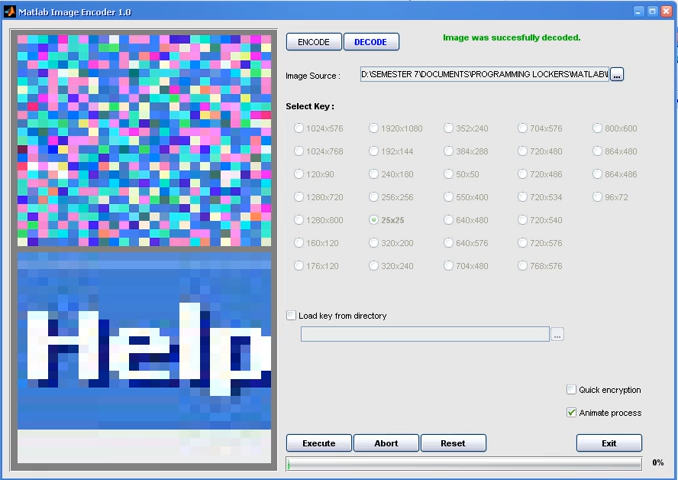 Matlab Image Encoder 1.0
ENCODE DECODE Image was succesfully decoded.
Image Source : D:\SEMESTER 7\DOCUMENTS\PROGRAMMING LOCKERS\MATLAB\ ...
Select Key :
1024x576 1920x1080 352x240 704x576 800x600
1024x768 192x144 384x288 720x480 864x480
120x90 240x180 50x50 720x486 864x486
1280x720 256x256 550x400 720x534 96x72
1280x800 25x25 640x480 720x540
160x120 320x200 640x576 720x576
176x120 320x240 704x480 768x576
Help
Load key from directory
...
Quick encryption
Animate process
Execute Abort Reset Exit
0%